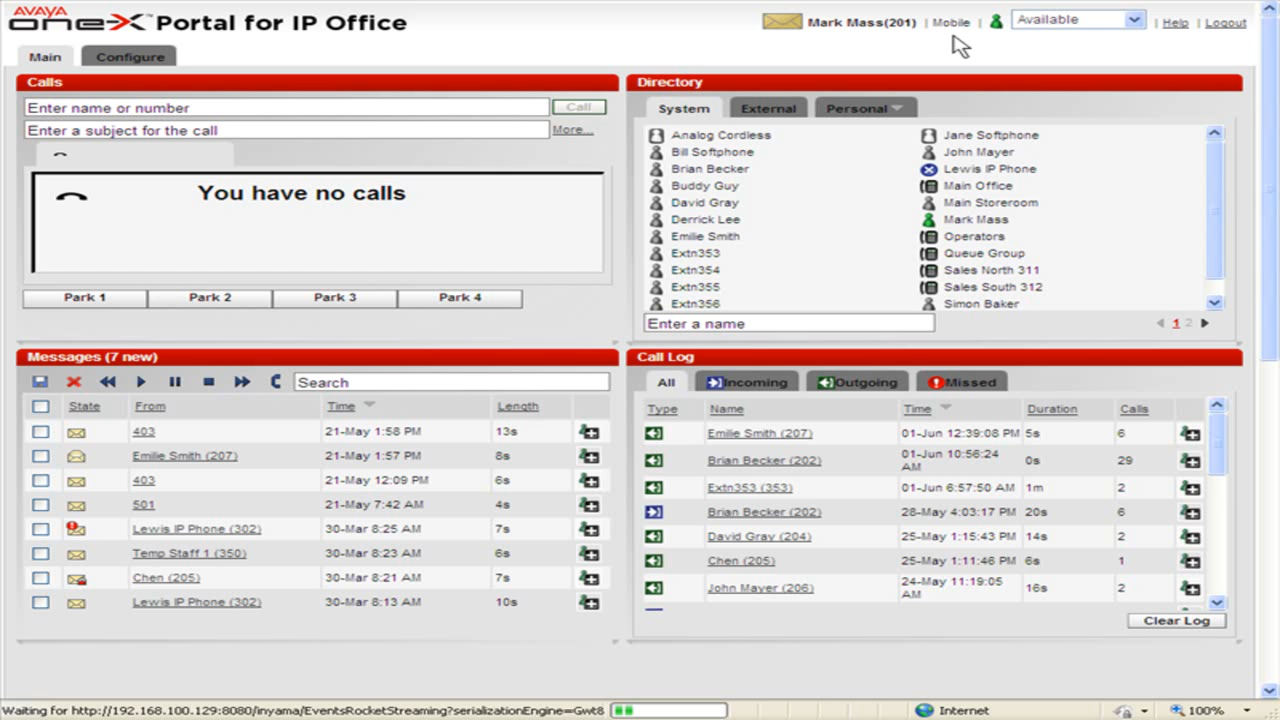 AVAYA
one-X Portal for IP Office
Mark Mass(201) | Mobile | Available | Help | Logout
Main Configure
Calls
Enter name or number Call
Enter a subject for the call More...
You have no calls
Park 1 Park 2 Park 3 Park 4
Directory
System External Personal
Analog Cordless Jane Softphone
Bill Softphone John Mayer
Brian Becker Lewis IP Phone
Buddy Guy Main Office
David Gray Main Storeroom
Derrick Lee Mark Mass
Emilie Smith Operators
Extn353 Queue Group
Extn354 Sales North 311
Extn355 Sales South 312
Extn356 Simon Baker
Enter a name 1 2
Messages (7 new)
Search
State From Time Length
403 21-May 1:58 PM 13s
Emilie Smith (207) 21-May 1:57 PM 8s
403 21-May 12:09 PM 6s
501 21-May 7:42 AM 4s
Lewis IP Phone (302) 30-Mar 8:25 AM 7s
Temp Staff 1 (350) 30-Mar 8:23 AM 6s
Chen (205) 30-Mar 8:21 AM 7s
Lewis IP Phone (302) 30-Mar 8:13 AM 10s
Call Log
All Incoming Outgoing Missed
Type Name Time Duration Calls
Emilie Smith (207) 01-Jun 12:39:08 PM 5s 6
Brian Becker (202) 01-Jun 10:56:24 AM 0s 29
Extn353 (353) 01-Jun 6:57:50 AM 1m 2
Brian Becker (202) 28-May 4:03:17 PM 20s 6
David Gray (204) 25-May 1:15:43 PM 14s 2
Chen (205) 25-May 1:11:46 PM 6s 1
John Mayer (206) 24-May 11:19:05 AM 16s 2
Clear Log
Waiting for http://192.168.100.129:8080/inyama/EventsRocketStreaming?serializationEngine=Gwt8 Internet 100%